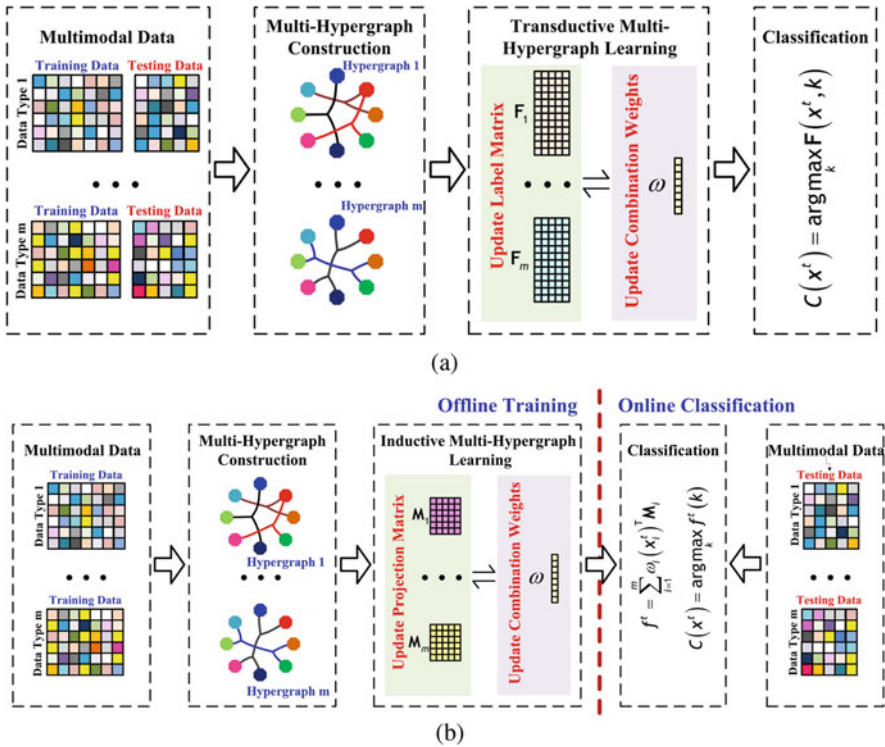 Multimodal Data
Training Data Testing Data
Data Type 1
• • •
Training Data Testing Data
Data Type m
Multi-Hypergraph
Construction
Hypergraph 1
• • •
Hypergraph m
Transductive Multi-
Hypergraph Learning
Update Label Matrix
F₁
• • •
Fₘ
Update Combination Weights
ω
Classification
C(xᵗ) = argmax F(xᵗ, k)
k
(a)
Offline Training
Online Classification
Multimodal Data
Training Data
Data Type 1
• • •
Training Data
Data Type m
Multi-Hypergraph
Construction
Hypergraph 1
• • •
Hypergraph m
Inductive Multi-Hypergraph
Learning
Update Projection Matrix
M₁
• • •
Mₘ
Update Combination Weights
ω
Classification
fᵗ = ∑ᵢ₌₁ᵐ ωᵢ(xᵢᵗ)ᵀMᵢ
C(xᵗ) = argmax fᵗ(k)
k
Multimodal Data
Testing Data
Data Type 1
• • •
Testing Data
Data Type m
(b)